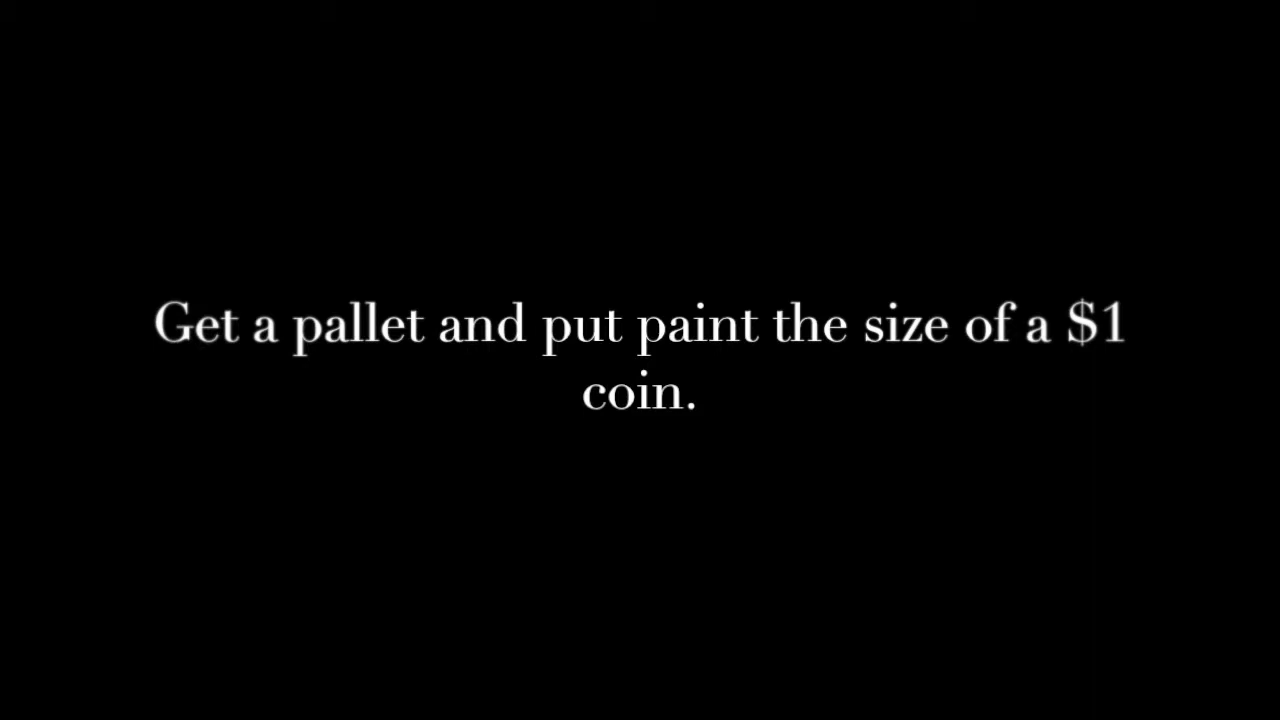 Get a pallet and put paint the size of a $1
coin.